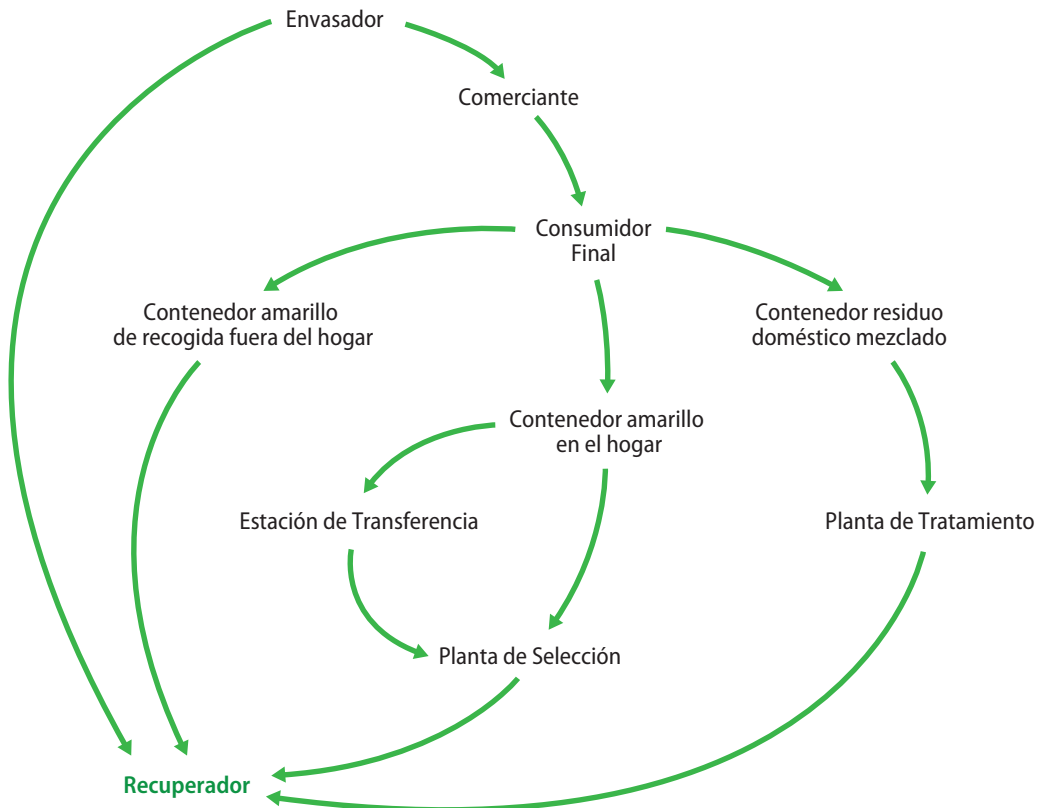 Envasador
Comerciante
Consumidor
Final
Contenedor amarillo
de recogida fuera del hogar
Contenedor residuo
doméstico mezclado
Contenedor amarillo
en el hogar
Estación de Transferencia
Planta de Tratamiento
Planta de Selección
Recuperador